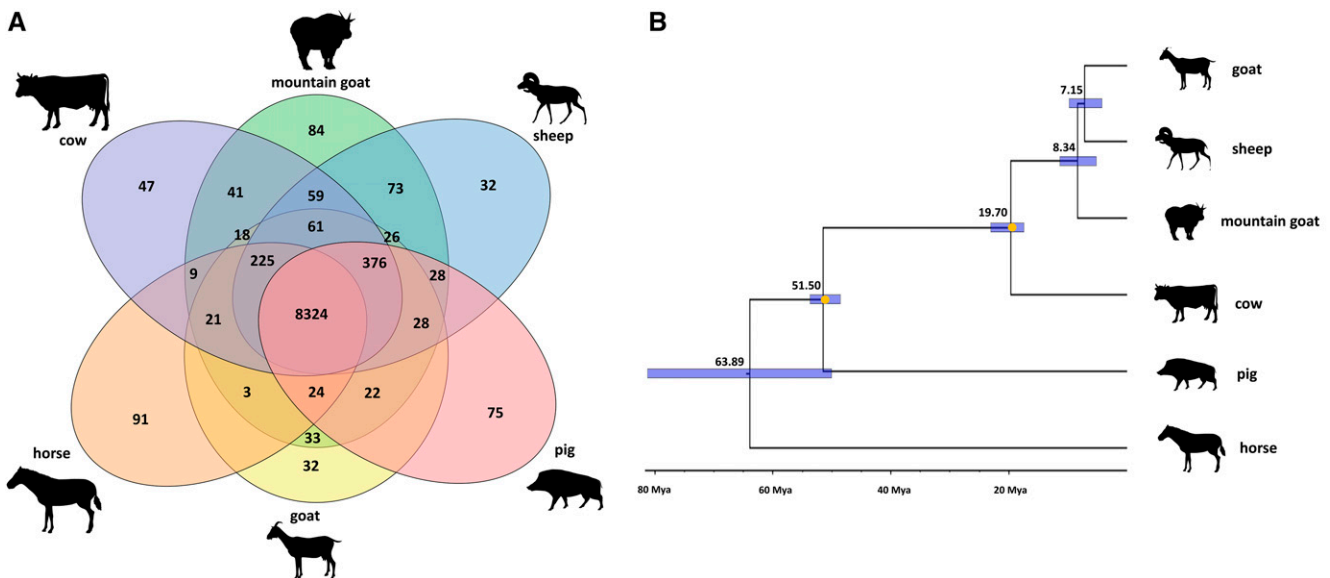 A
mountain goat
cow
sheep
84
47
41
59
73
32
18
61
26
9
225
376
28
21
8324
28
3
24
22
91
75
33
32
horse
pig
goat
B
goat
7.15
sheep
8.34
mountain goat
19.70
cow
51.50
pig
63.89
horse
80 Mya 60 Mya 40 Mya 20 Mya